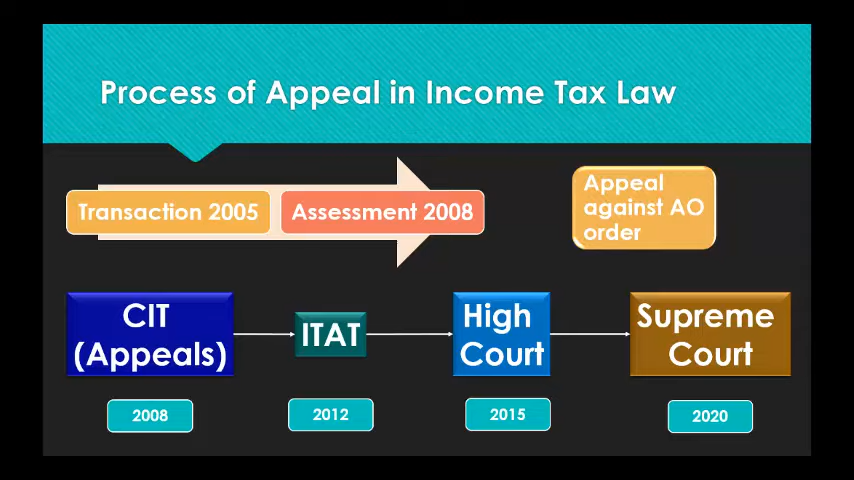 Process of Appeal in Income Tax Law
Transaction 2005
Assessment 2008
Appeal
against AO
order
CIT
(Appeals)
ITAT
High
Court
Supreme
Court
2008
2012
2015
2020